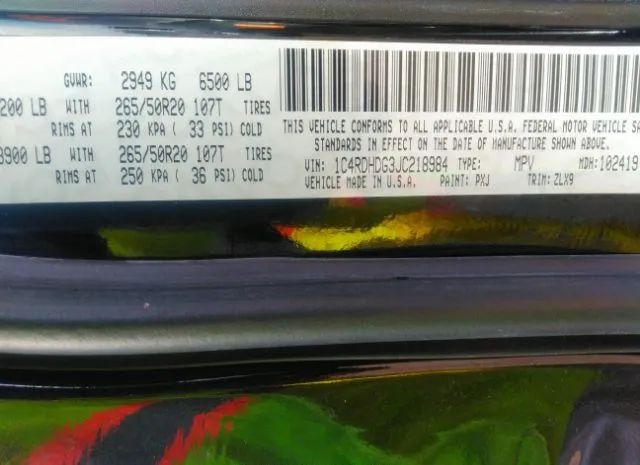 GVWR: 2949 KG 6500 LB
200 LB WITH 265/50R20 107T TIRES
RIMS AT 230 KPA ( 33 PSI) COLD
3900 LB WITH 265/50R20 107T TIRES
RIMS AT 250 KPA ( 36 PSI) COLD
THIS VEHICLE CONFORMS TO ALL APPLICABLE U.S.A. FEDERAL MOTOR VEHICLE SA
STANDARDS IN EFFECT ON THE DATE OF MANUFACTURE SHOWN ABOVE.
VIN: 1C4RDHDG3JC218984 TYPE: MPV MDH: 102419
VEHICLE MADE IN U.S.A. PAINT: PXJ TRIM: ZLX9